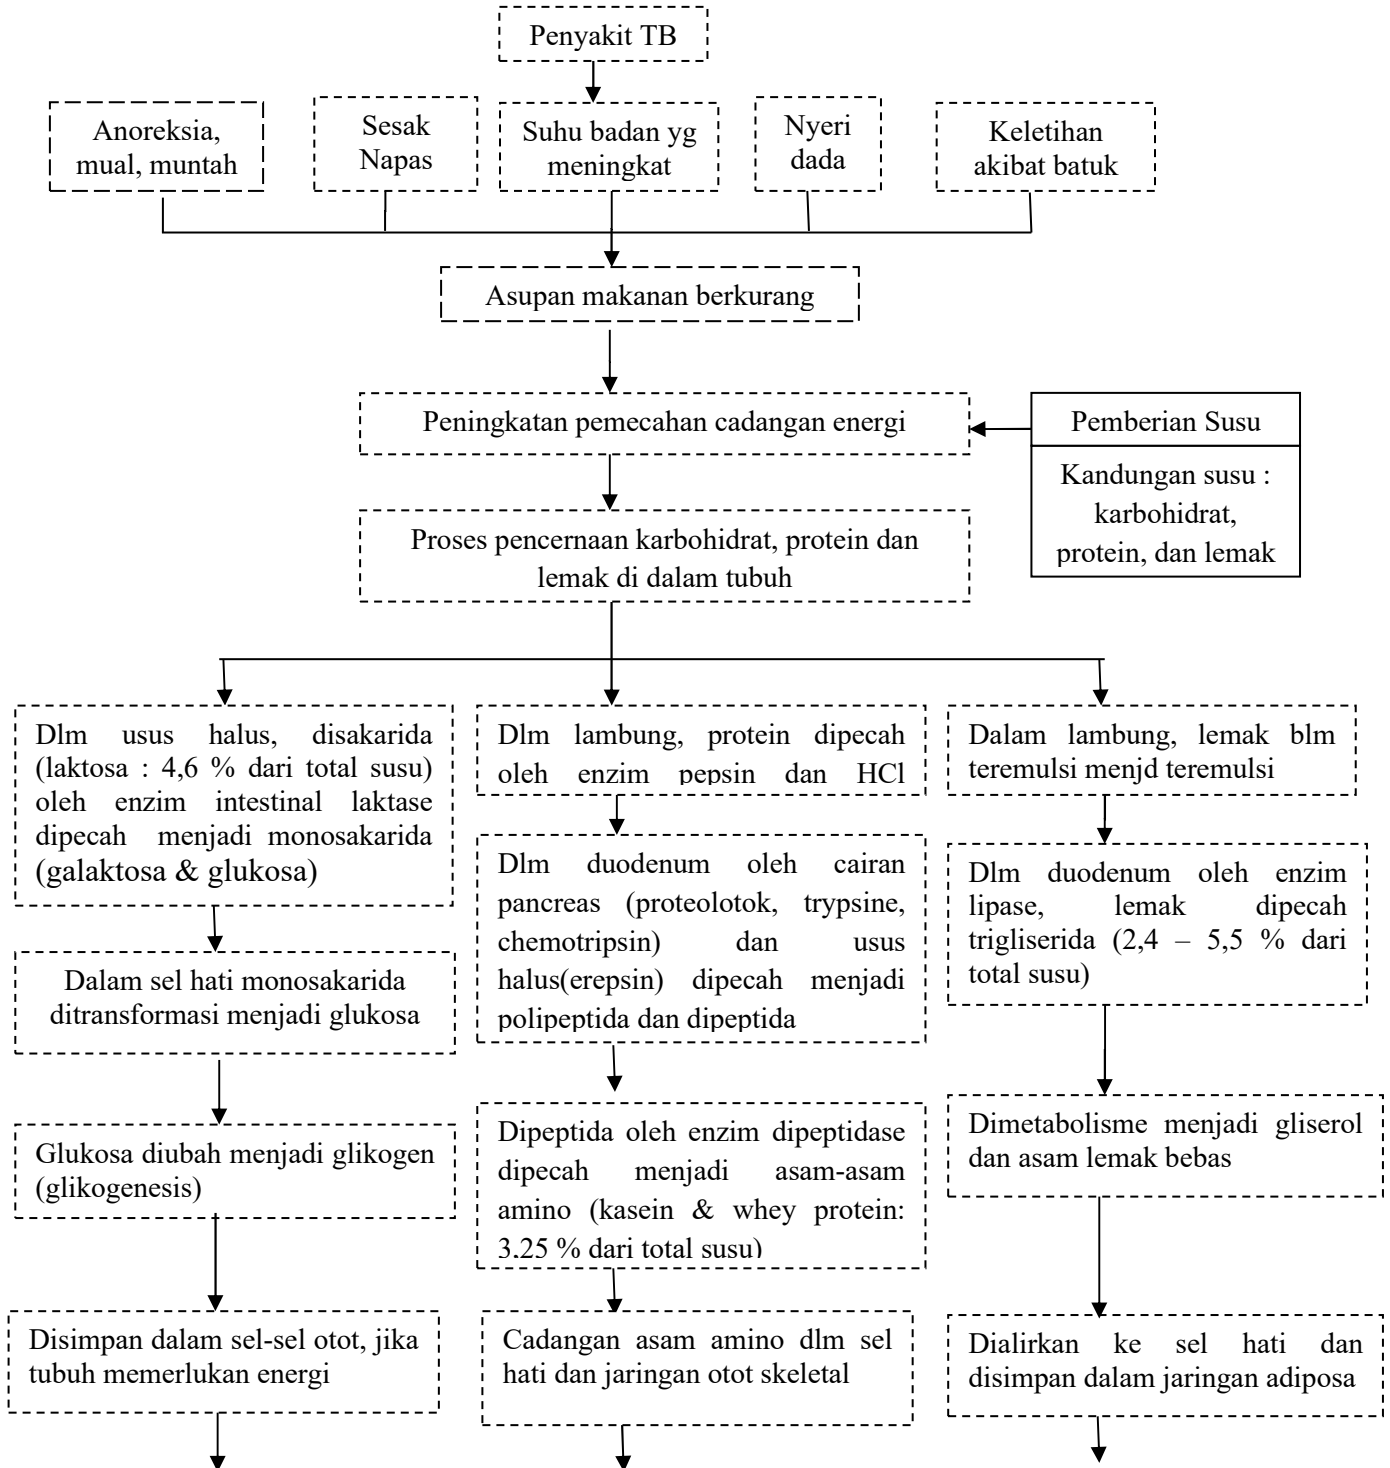 Penyakit TB
Anoreksia,
mual, muntah
Sesak
Napas
Suhu badan yg
meningkat
Nyeri
dada
Keletihan
akibat batuk
Asupan makanan berkurang
Peningkatan pemecahan cadangan energi
Pemberian Susu
Kandungan susu :
karbohidrat,
protein, dan lemak
Proses pencernaan karbohidrat, protein dan
lemak di dalam tubuh
Dlm usus halus, disakarida
(laktosa : 4,6 % dari total susu)
oleh enzim intestinal laktase
dipecah menjadi monosakarida
(galaktosa & glukosa)
Dlm lambung, protein dipecah
oleh enzim pepsin dan HCl
Dalam lambung, lemak blm
teremulsi menjd teremulsi
Dlm duodenum oleh cairan
pancreas (proteolotok, trypsine,
chemotripsin) dan usus
halus(erepsin) dipecah menjadi
polipeptida dan dipeptida
Dlm duodenum oleh enzim
lipase, lemak dipecah
trigliserida (2,4 – 5,5 % dari
total susu)
Dalam sel hati monosakarida
ditransformasi menjadi glukosa
Glukosa diubah menjadi glikogen
(glikogenesis)
Dipeptida oleh enzim dipeptidase
dipecah menjadi asam-asam
amino (kasein & whey protein:
3,25 % dari total susu)
Dimetabolisme menjadi gliserol
dan asam lemak bebas
Disimpan dalam sel-sel otot, jika
tubuh memerlukan energi
Cadangan asam amino dlm sel
hati dan jaringan otot skeletal
Dialirkan ke sel hati dan
disimpan dalam jaringan adiposa